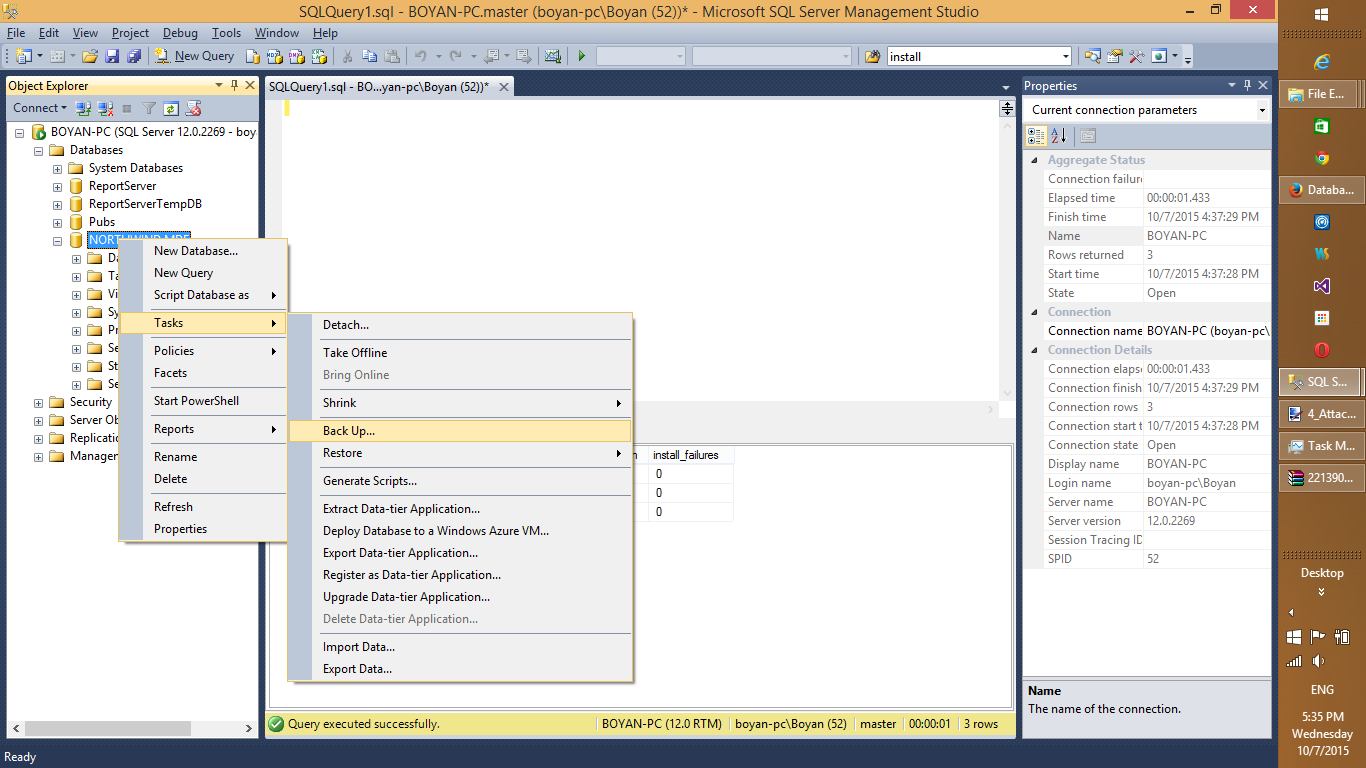 SQLQuery1.sql - BOYAN-PC.master (boyan-pc\Boyan (52))* - Microsoft SQL Server Management Studio
File Edit View Project Debug Tools Window Help
New Query
install
Object Explorer
Connect
BOYAN-PC (SQL Server 12.0.2269 - boy
Databases
System Databases
ReportServer
ReportServerTempDB
Pubs
Security
Server Ob
Replicatio
Managem
New Database...
New Query
Script Database as
Tasks
Policies
Facets
Start PowerShell
Reports
Rename
Delete
Refresh
Properties
Detach...
Take Offline
Bring Online
Shrink
Back Up...
Restore
Generate Scripts...
Extract Data-tier Application...
Deploy Database to a Windows Azure VM...
Export Data-tier Application...
Register as Data-tier Application...
Upgrade Data-tier Application...
Delete Data-tier Application...
Import Data...
Export Data...
SQLQuery1.sql - BO...yan-pc\Boyan (52))*
install_failures
0
0
0
Query executed successfully.
BOYAN-PC (12.0 RTM) boyan-pc\Boyan (52) master 00:00:01 3 rows
Properties
Current connection parameters
Aggregate Status
Connection failure
Elapsed time 00:00:01.433
Finish time 10/7/2015 4:37:29 PM
Name BOYAN-PC
Rows returned 3
Start time 10/7/2015 4:37:28 PM
State Open
Connection
Connection name BOYAN-PC (boyan-pc\
Connection Details
Connection elapse 00:00:01.433
Connection finish 10/7/2015 4:37:29 PM
Connection rows 3
Connection start t 10/7/2015 4:37:28 PM
Connection state Open
Display name BOYAN-PC
Login name boyan-pc\Boyan
Server name BOYAN-PC
Server version 12.0.2269
Session Tracing ID
SPID 52
Name
The name of the connection.
Ready
File E...
Databa...
SQL S...
4_Attac...
Task M...
221390...
Desktop
ENG
5:35 PM
Wednesday
10/7/2015